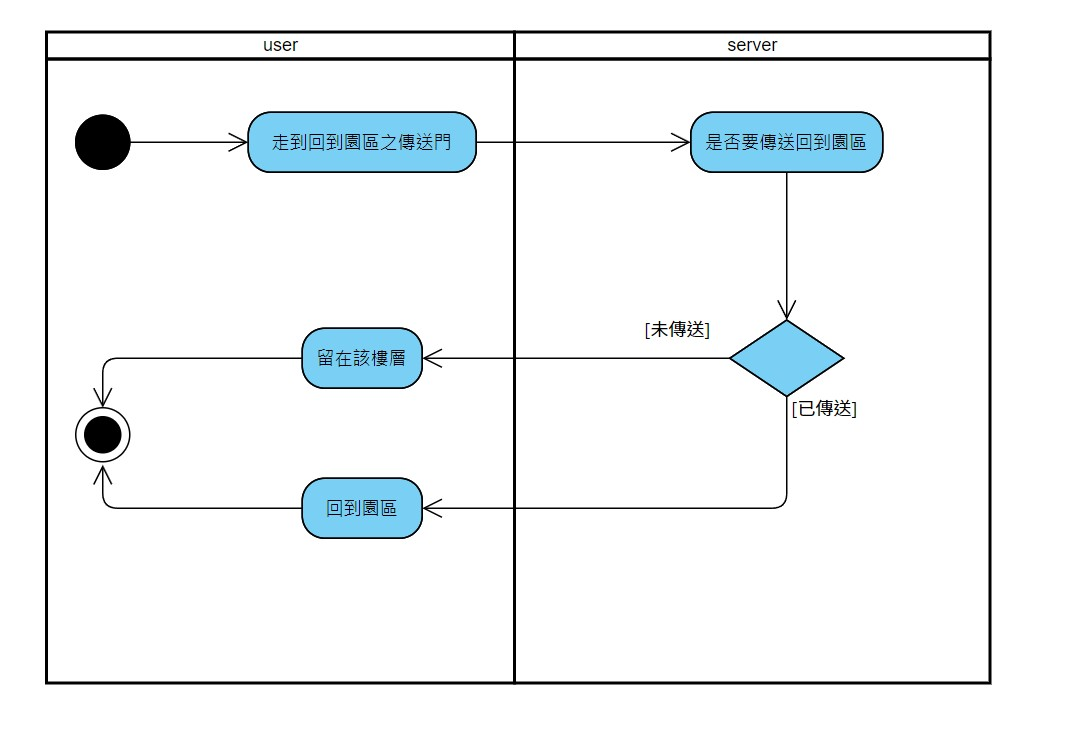 user
server
走到回到園區之傳送門
是否要傳送回到園區
[未傳送]
留在該樓層
[已傳送]
回到園區